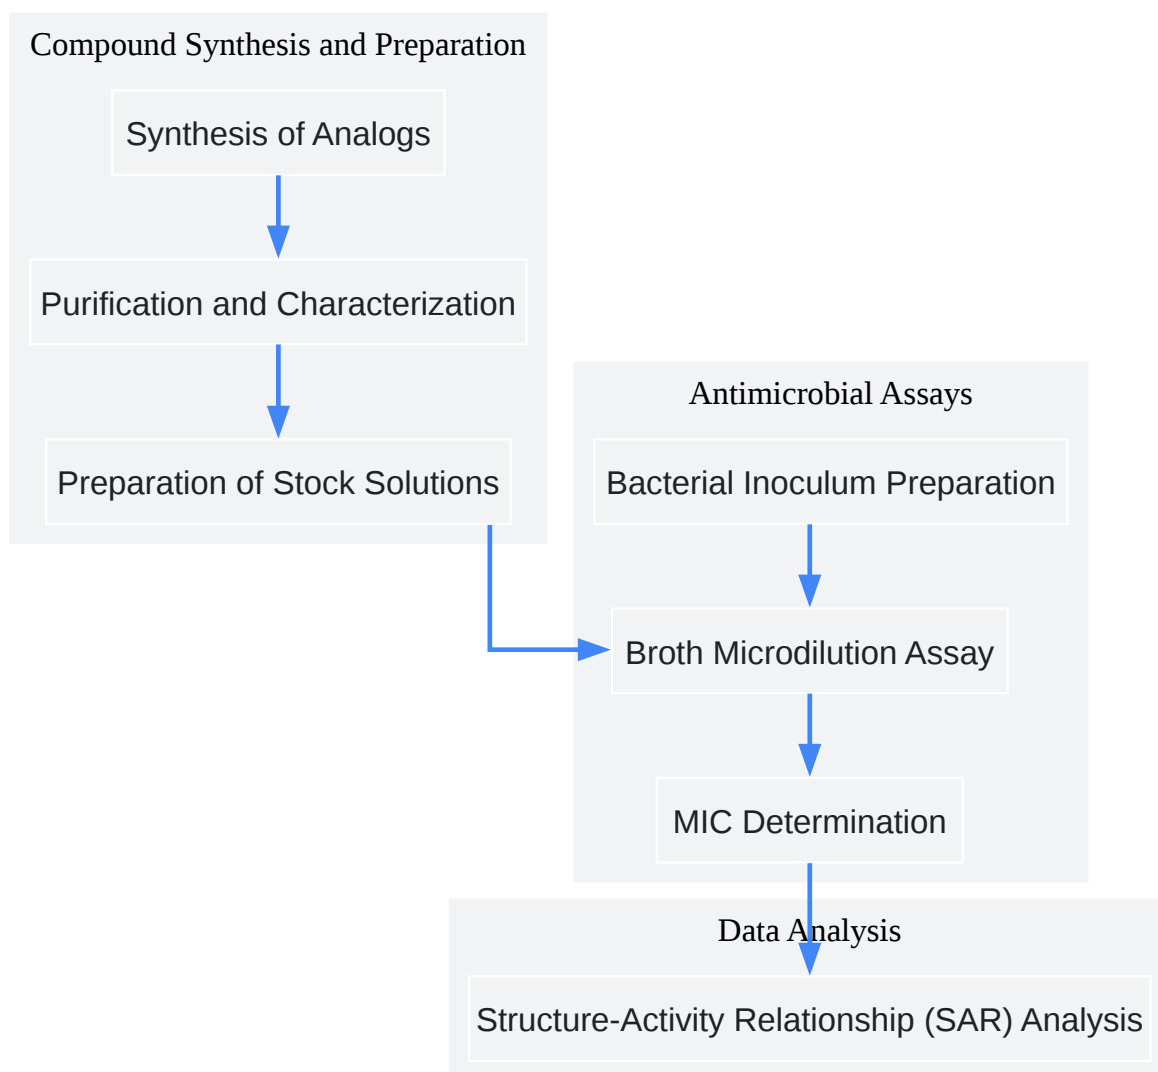 Compound Synthesis and Preparation
Synthesis of Analogs
Purification and Characterization
Preparation of Stock Solutions
Antimicrobial Assays
Bacterial Inoculum Preparation
Broth Microdilution Assay
MIC Determination
Data Analysis
Structure-Activity Relationship (SAR) Analysis